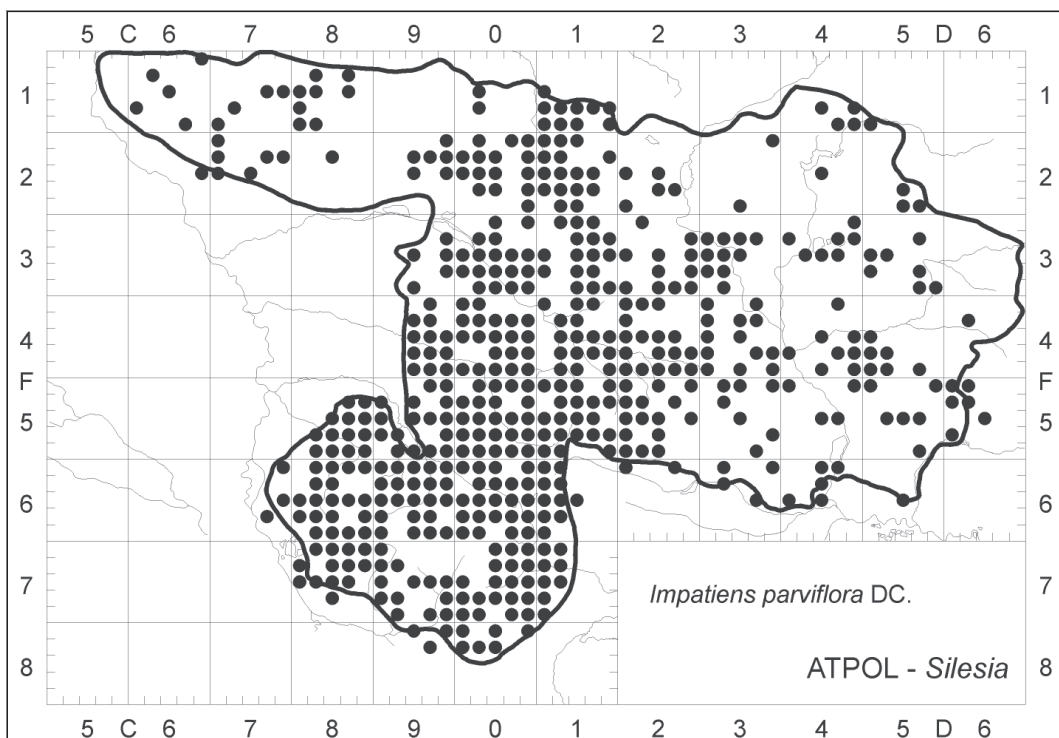 5 C 6 7 8 9 0 1 2 3 4 5 D 6
1 1
2 2
3 3
4 4
F F
5 5
6 6
7 Impatiens parviflora DC. 7
8 ATPOL - Silesia 8
5 C 6 7 8 9 0 1 2 3 4 5 D 6